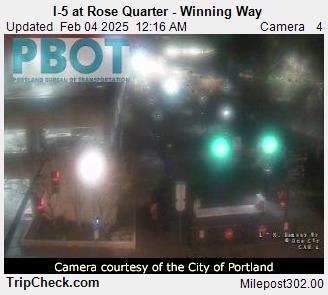 I-5 at Rose Quarter - Winning Way
Updated Feb 04 2025 12:16 AM Camera 4
PBOT
PORTLAND BUREAU OF TRANSPORTATION
Camera courtesy of the City of Portland
TripCheck.com Milepost302.00